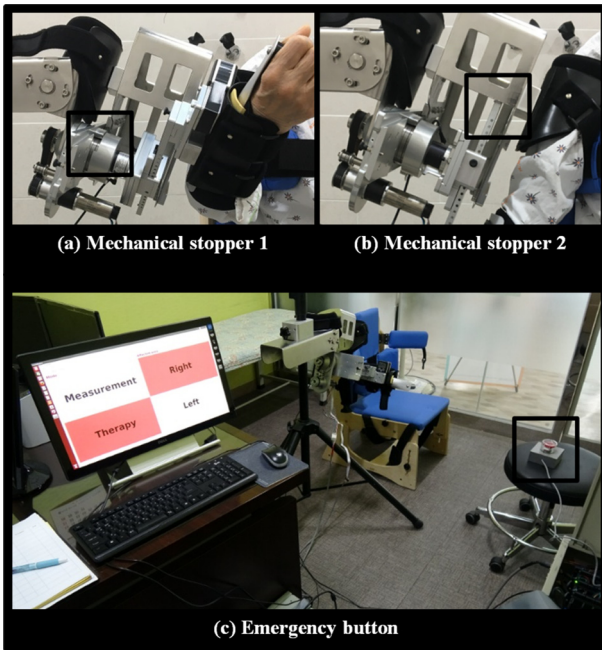 (a) Mechanical stopper 1
(b) Mechanical stopper 2
Measurement
Right
Therapy
Left
(c) Emergency button